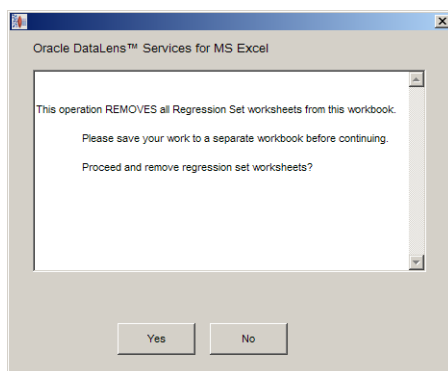 Oracle DataLens™ Services for MS Excel
This operation REMOVES all Regression Set worksheets from this workbook.
Please save your work to a separate workbook before continuing.
Proceed and remove regression set worksheets?
Yes No